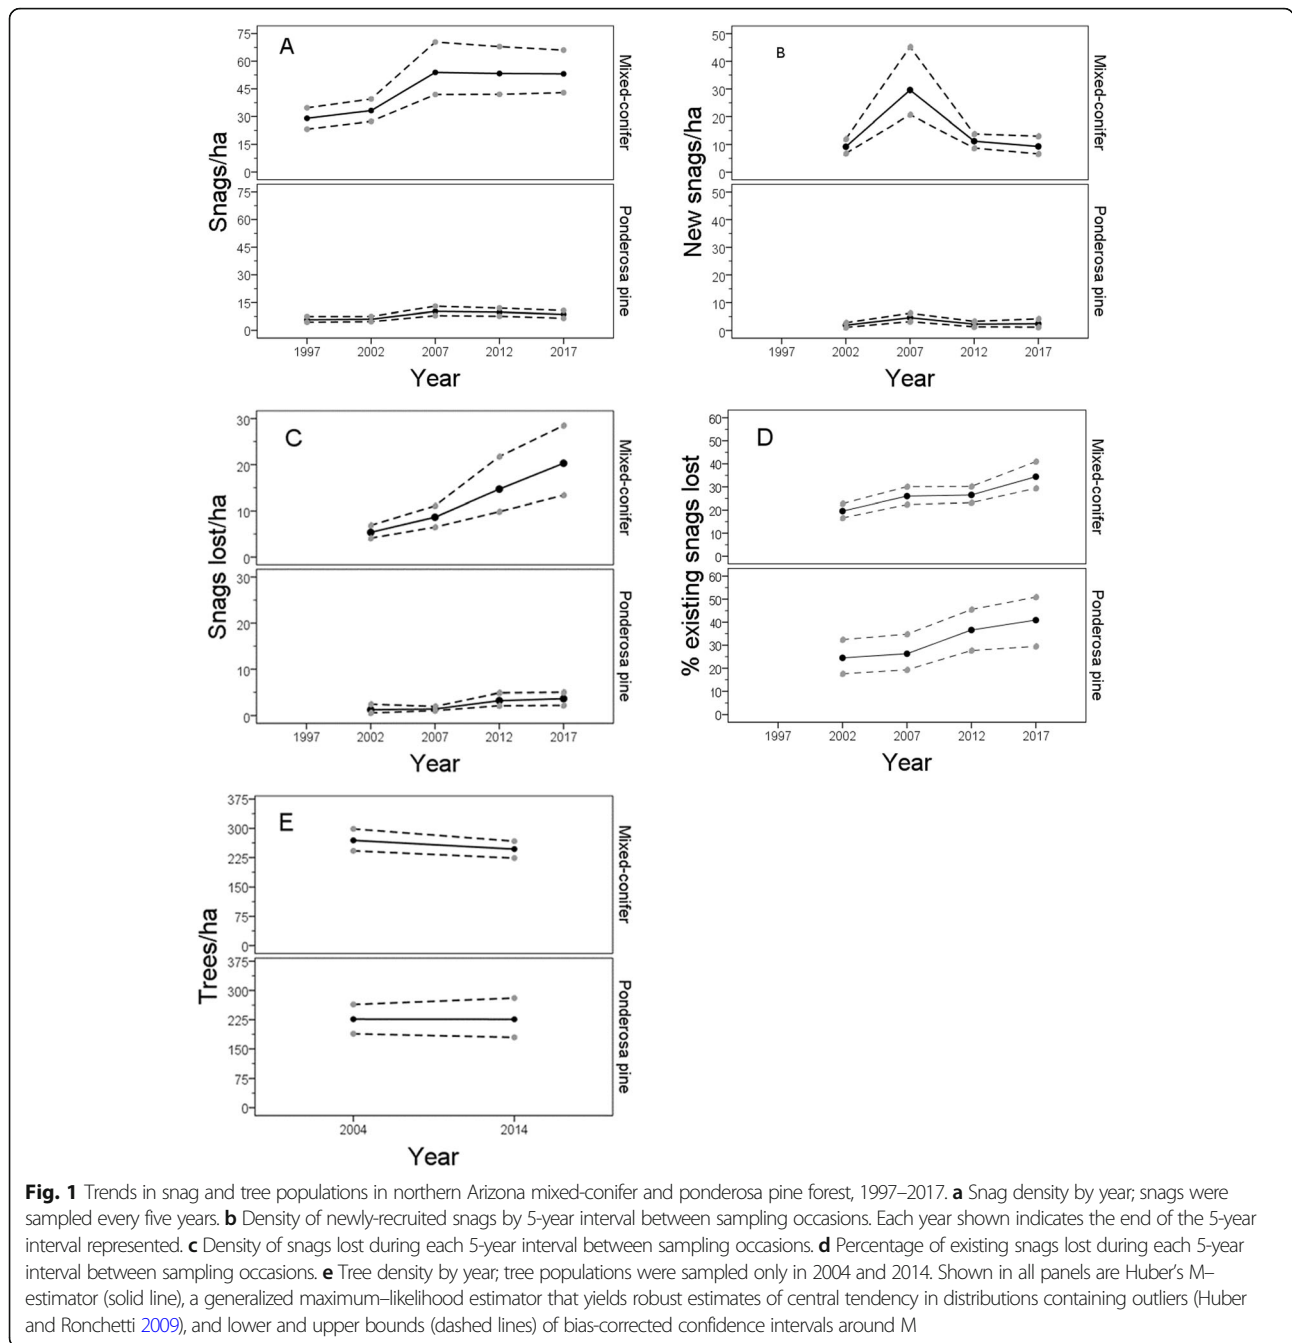 A
Snags/ha
75
60
45
30
15
0
Mixed-conifer
75
60
45
30
15
0
Ponderosa pine
1997 2002 2007 2012 2017
Year
B
New snags/ha
50
40
30
20
10
0
Mixed-conifer
50
40
30
20
10
0
Ponderosa pine
1997 2002 2007 2012 2017
Year
C
Snags lost/ha
30
20
10
0
Mixed-conifer
30
20
10
0
Ponderosa pine
1997 2002 2007 2012 2017
Year
D
% existing snags lost
60
50
40
30
20
10
0
Mixed-conifer
60
50
40
30
20
10
0
Ponderosa pine
1997 2002 2007 2012 2017
Year
E
Trees/ha
375
300
225
150
75
0
Mixed-conifer
375
300
225
150
75
0
Ponderosa pine
2004 2014
Year
Fig. 1 Trends in snag and tree populations in northern Arizona mixed-conifer and ponderosa pine forest, 1997–2017. a Snag density by year; snags were
sampled every five years. b Density of newly-recruited snags by 5-year interval between sampling occasions. Each year shown indicates the end of the 5-year
interval represented. c Density of snags lost during each 5-year interval between sampling occasions. d Percentage of existing snags lost during each 5-year
interval between sampling occasions. e Tree density by year; tree populations were sampled only in 2004 and 2014. Shown in all panels are Huber's M–
estimator (solid line), a generalized maximum–likelihood estimator that yields robust estimates of central tendency in distributions containing outliers (Huber
and Ronchetti 2009), and lower and upper bounds (dashed lines) of bias-corrected confidence intervals around M